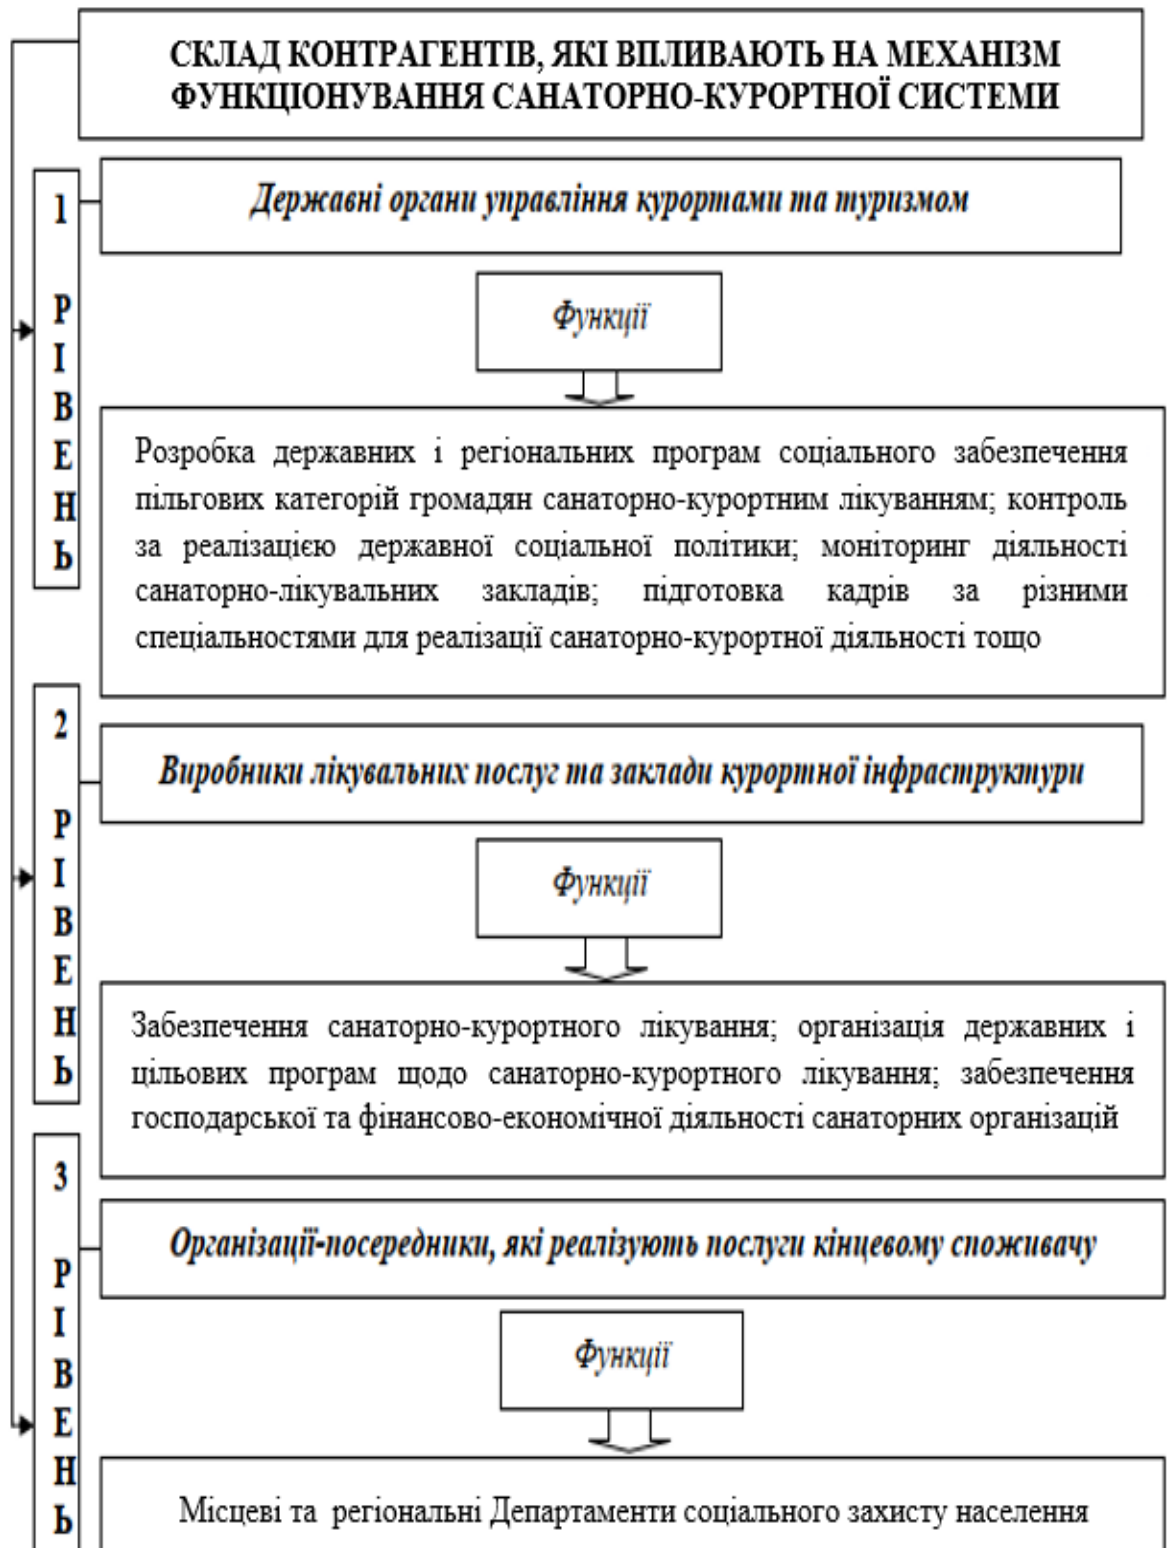 СКЛАД КОНТРАГЕНТІВ, ЯКІ ВПЛИВАЮТЬ НА МЕХАНІЗМ
ФУНКЦІОНУВАННЯ САНАТОРНО-КУРОРТНОЇ СИСТЕМИ
1 РІВЕНЬ
Державні органи управління курортами та туризмом
Функції
Розробка державних і регіональних програм соціального забезпечення
пільгових категорій громадян санаторно-курортним лікуванням; контроль
за реалізацією державної соціальної політики; моніторинг діяльності
санаторно-лікувальних закладів; підготовка кадрів за різними
спеціальностями для реалізації санаторно-курортної діяльності тощо
2 РІВЕНЬ
Виробники лікувальних послуг та заклади курортної інфраструктури
Функції
Забезпечення санаторно-курортного лікування; організація державних і
цільових програм щодо санаторно-курортного лікування; забезпечення
господарської та фінансово-економічної діяльності санаторних організацій
3 РІВЕНЬ
Організації-посередники, які реалізують послуги кінцевому споживачу
Функції
Місцеві та регіональні Департаменти соціального захисту населення